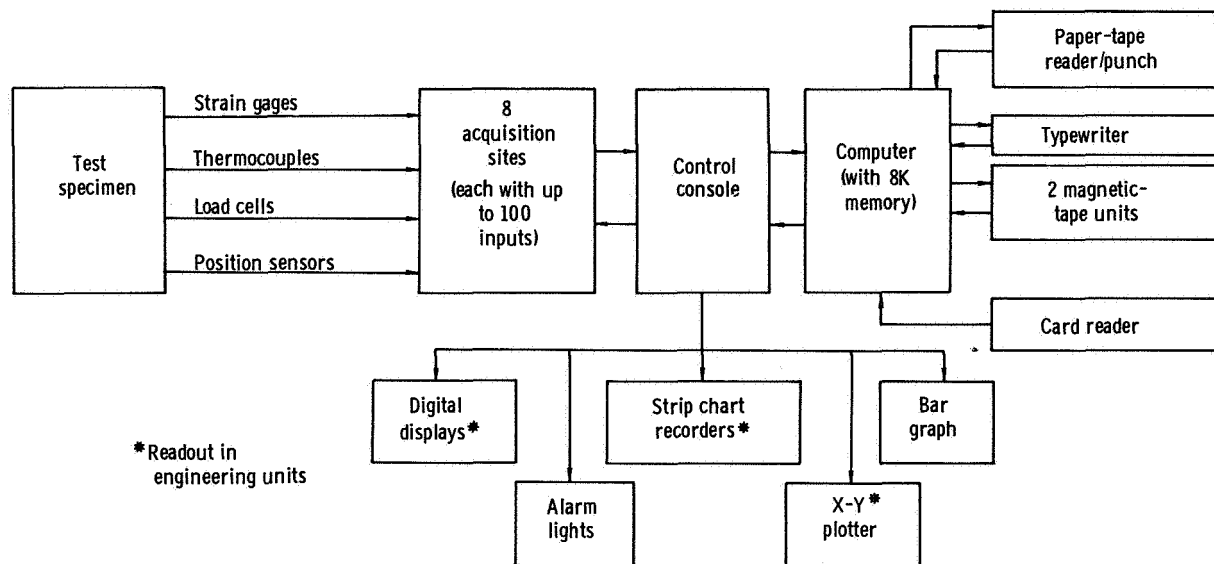 Test
specimen
Strain gages
Thermocouples
Load cells
Position sensors
8
acquisition
sites
(each with up
to 100
inputs)
Control
console
Computer
(with 8K
memory)
Paper-tape
reader/punch
Typewriter
2 magnetic-
tape units
Card reader
Digital
displays*
Strip chart
recorders*
Bar
graph
*Readout in
engineering units
Alarm
lights
X-Y*
plotter